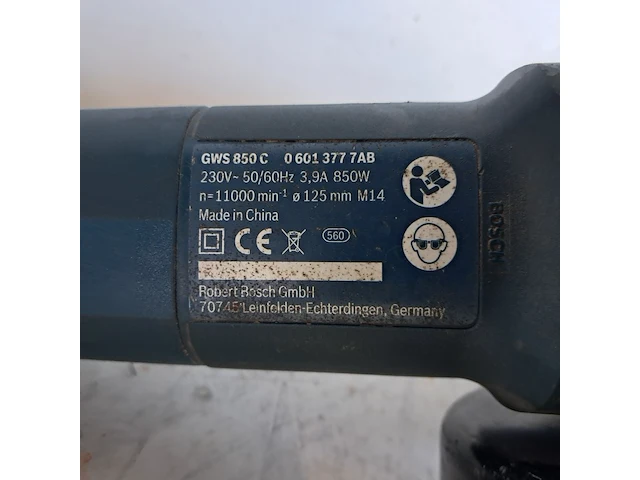 GWS 850 C 0 601 377 7AB
230V~ 50/60Hz 3,9A 850W
n=11000 min⁻¹ ø 125 mm M14
Made in China
CE 560
Robert Bosch GmbH
70745 Leinfelden-Echterdingen, Germany
BOSCH